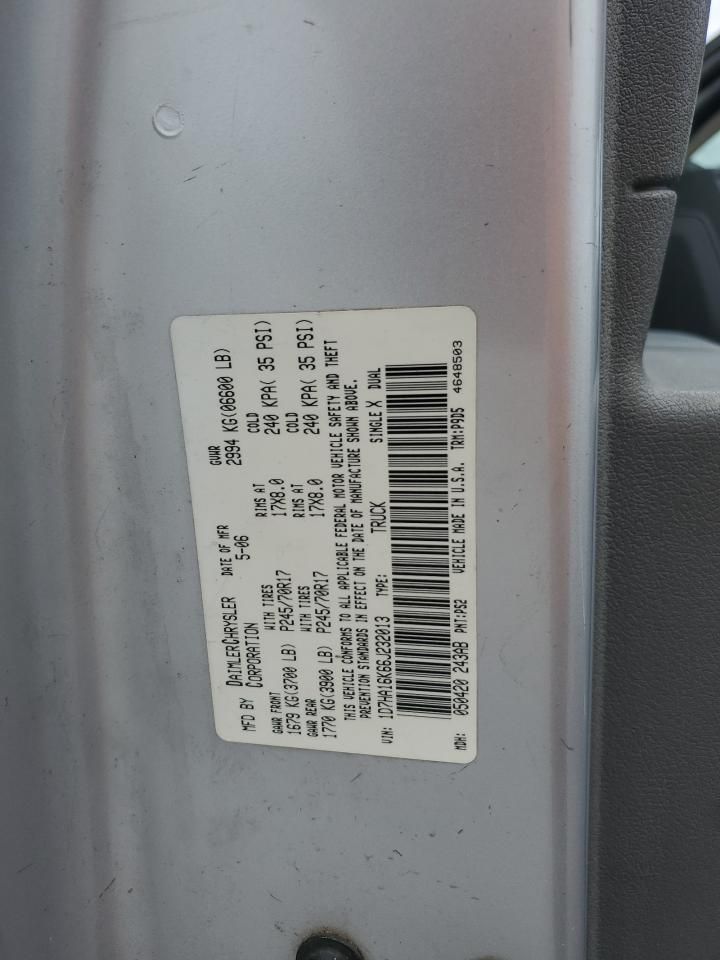 MFD BY DAIMLERCHRYSLER CORPORATION
DATE OF MFR 5-06
GVWR 2994 KG(06600 LB)
GAWR FRONT WITH TIRES RIMS AT COLD
1679 KG(3700 LB) P245/70R17 17X8.0 240 KPA( 35 PSI)
GAWR REAR WITH TIRES RIMS AT COLD
1770 KG(3900 LB) P245/70R17 17X8.0 240 KPA( 35 PSI)
THIS VEHICLE CONFORMS TO ALL APPLICABLE FEDERAL MOTOR VEHICLE SAFETY AND THEFT
PREVENTION STANDARDS IN EFFECT ON THE DATE OF MANUFACTURE SHOWN ABOVE.
VIN: 1D7HA16K66J232013 TYPE: TRUCK SINGLE X DUAL
MDH: 050420 243AB PNT:PS2 VEHICLE MADE IN U.S.A. TRM:P9D5 4648503